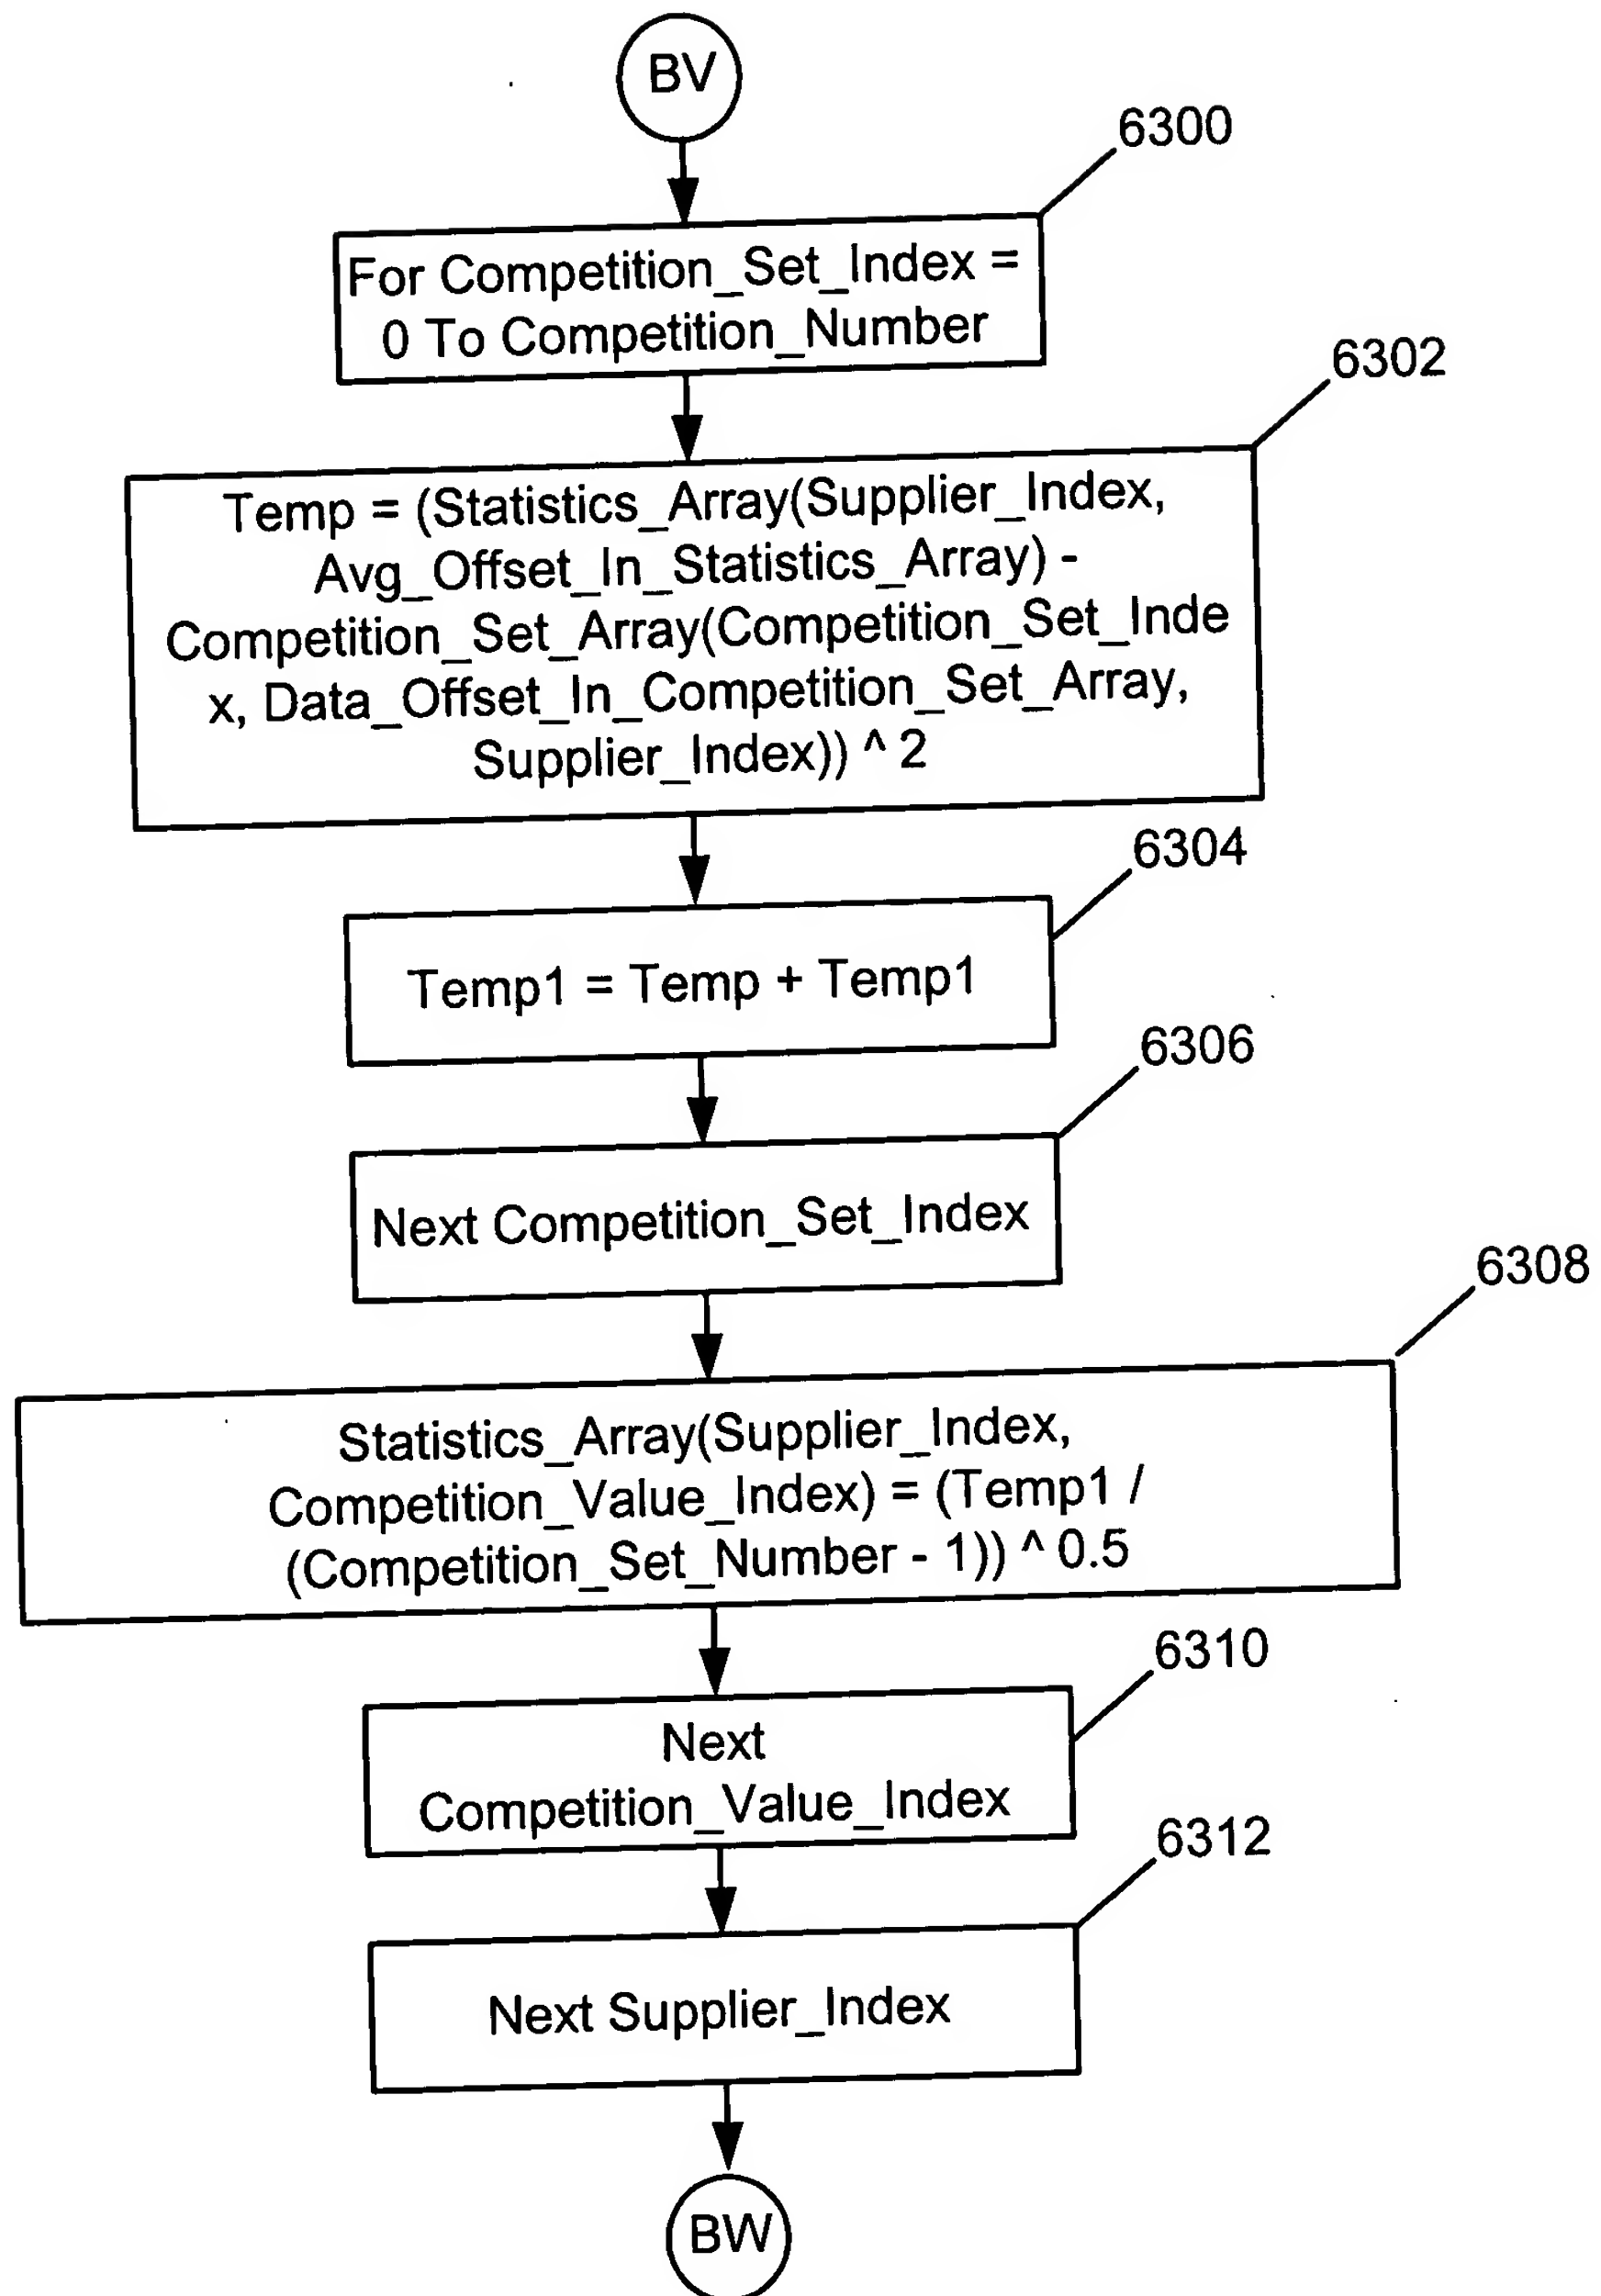 BV
6300
For Competition_Set_Index =
0 To Competition_Number
6302
Temp = (Statistics_Array(Supplier_Index,
Avg_Offset_In_Statistics_Array) -
Competition_Set_Array(Competition_Set_Inde
x, Data_Offset_In_Competition_Set_Array,
Supplier_Index)) ^ 2
6304
Temp1 = Temp + Temp1
6306
Next Competition_Set_Index
6308
Statistics_Array(Supplier_Index,
Competition_Value_Index) = (Temp1 /
(Competition_Set_Number - 1)) ^ 0.5
6310
Next
Competition_Value_Index
6312
Next Supplier_Index
BW